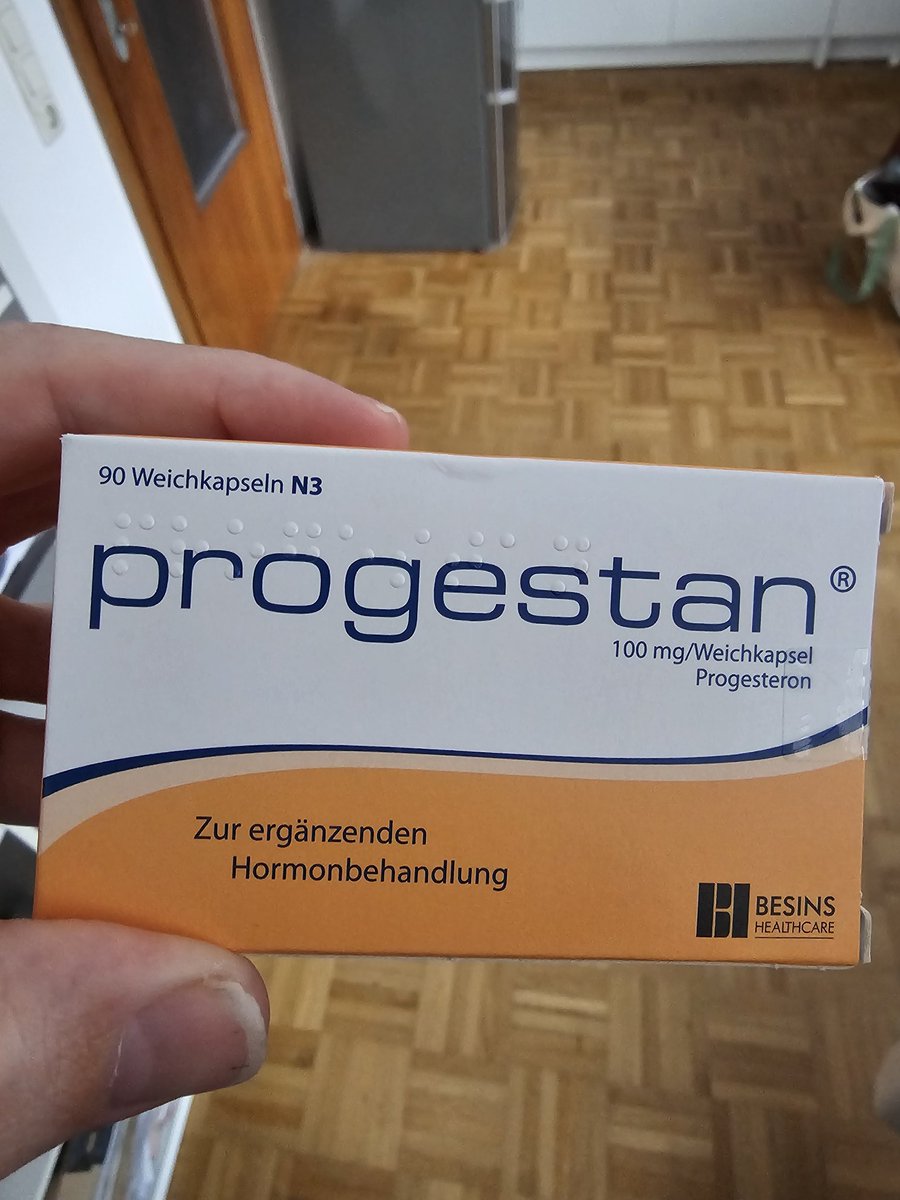 90 Weichkapseln N3
progestan®
100 mg/Weichkapsel
Progesteron
Zur ergänzenden
Hormonbehandlung
BESINS
HEALTHCARE